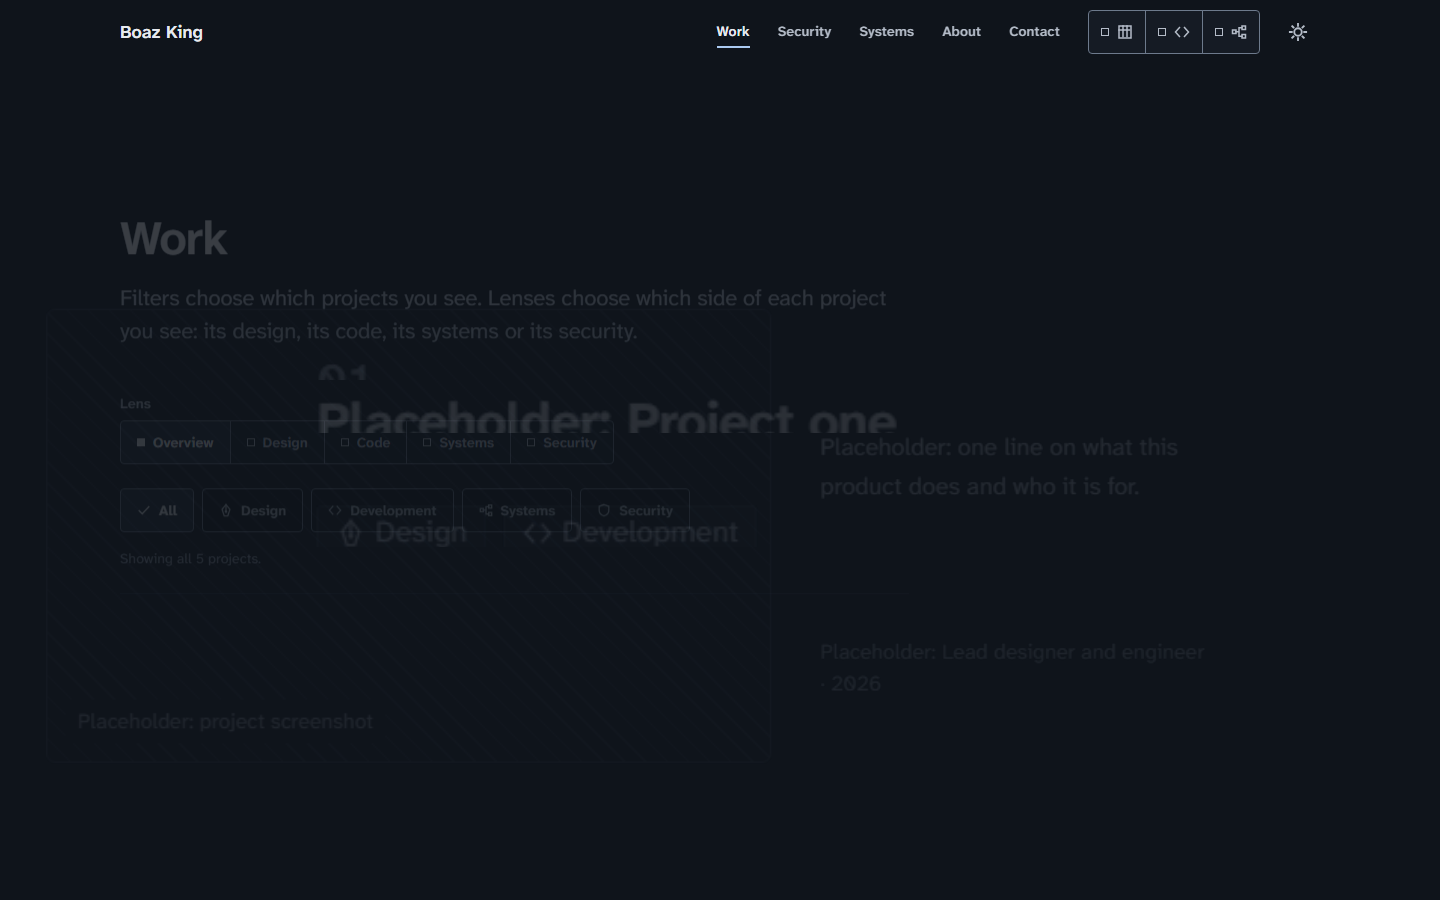 Boaz King
Work
Security
Systems
About
Contact
Work
Filters choose which projects you see. Lenses choose which side of each project
you see: its design, its code, its systems or its security.
01
Placeholder: Project one
Lens
Overview
Design
Code
Systems
Security
Placeholder: one line on what this
product does and who it is for.
All
Design
Development
Systems
Security
Design
Development
Showing all 5 projects.
Placeholder: Lead designer and engineer
· 2026
Placeholder: project screenshot